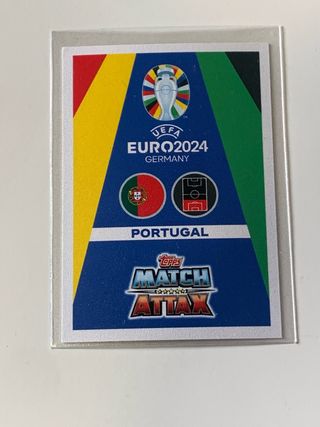 UEFA
EURO2024
GERMANY
PORTUGAL
Topps
MATCH
ATTAX